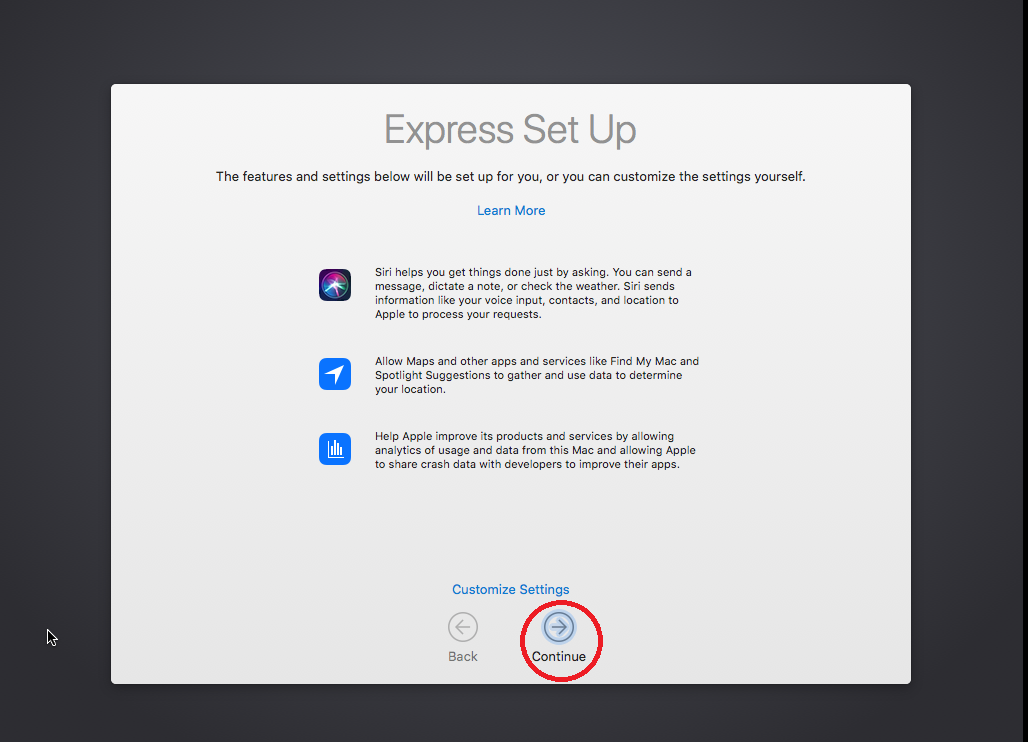 Express Set Up
The features and settings below will be set up for you, or you can customize the settings yourself.
Learn More
Siri helps you get things done just by asking. You can send a
message, dictate a note, or check the weather. Siri sends
information like your voice input, contacts, and location to
Apple to process your requests.
Allow Maps and other apps and services like Find My Mac and
Spotlight Suggestions to gather and use data to determine
your location.
Help Apple improve its products and services by allowing
analytics of usage and data from this Mac and allowing Apple
to share crash data with developers to improve their apps.
Customize Settings
Back
Continue